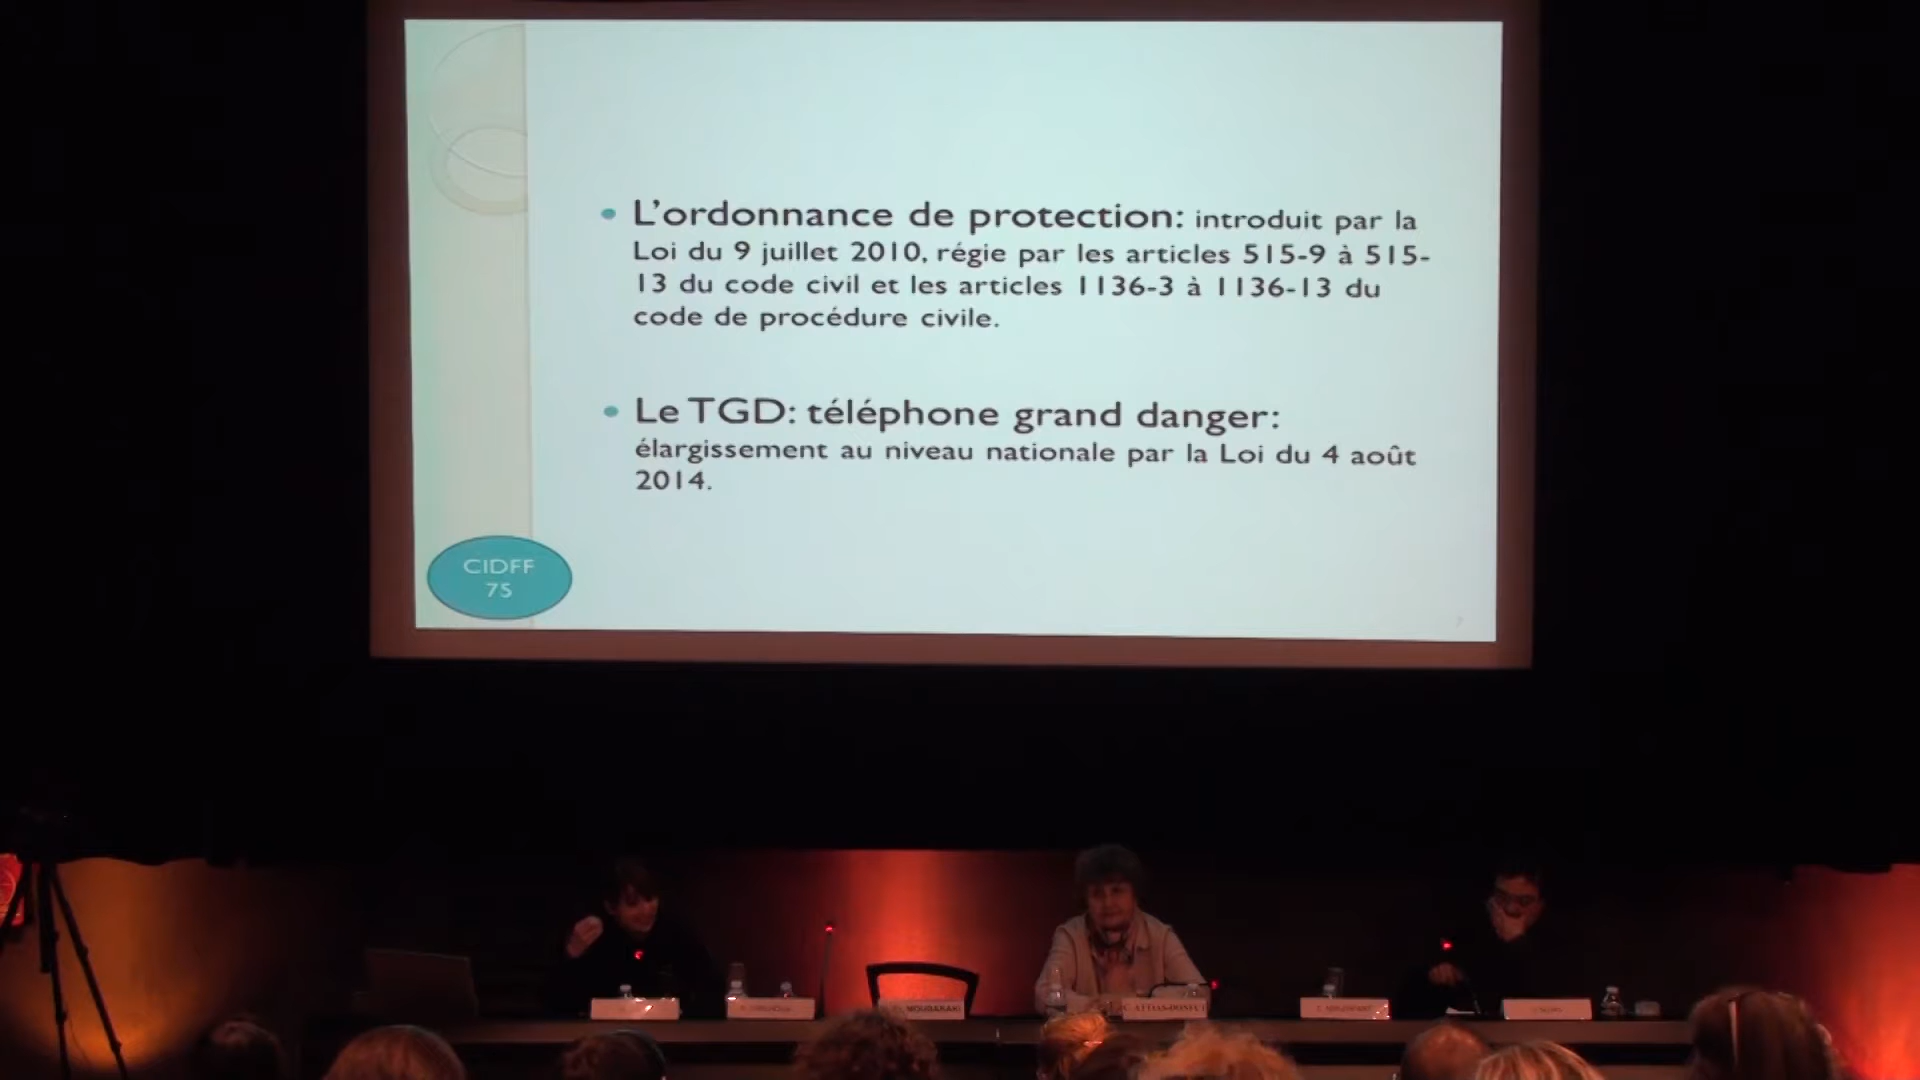 • L'ordonnance de protection: introduit par la
Loi du 9 juillet 2010, régie par les articles 515-9 à 515-
13 du code civil et les articles 1136-3 à 1136-13 du
code de procédure civile.
• Le TGD: téléphone grand danger:
élargissement au niveau nationale par la Loi du 4 août
2014.
CIDFF
75
MOUBARAKI